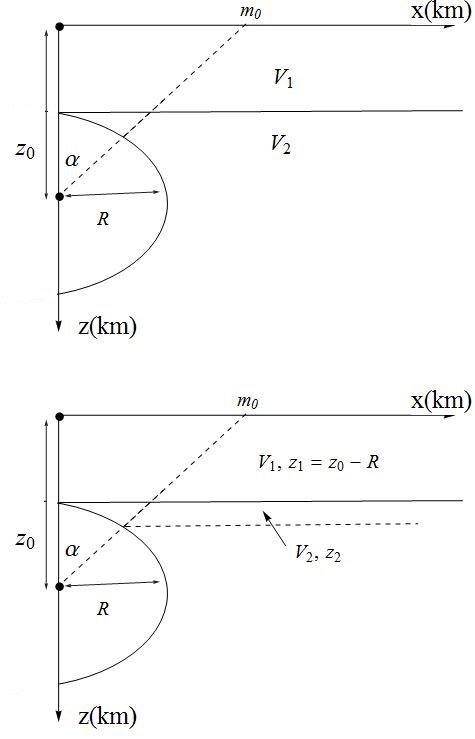 m₀ x(km)
V₁
V₂
z₀
α
R
z(km)
m₀ x(km)
V₁, z₁ = z₀ − R
z₀
α
V₂, z₂
R
z(km)